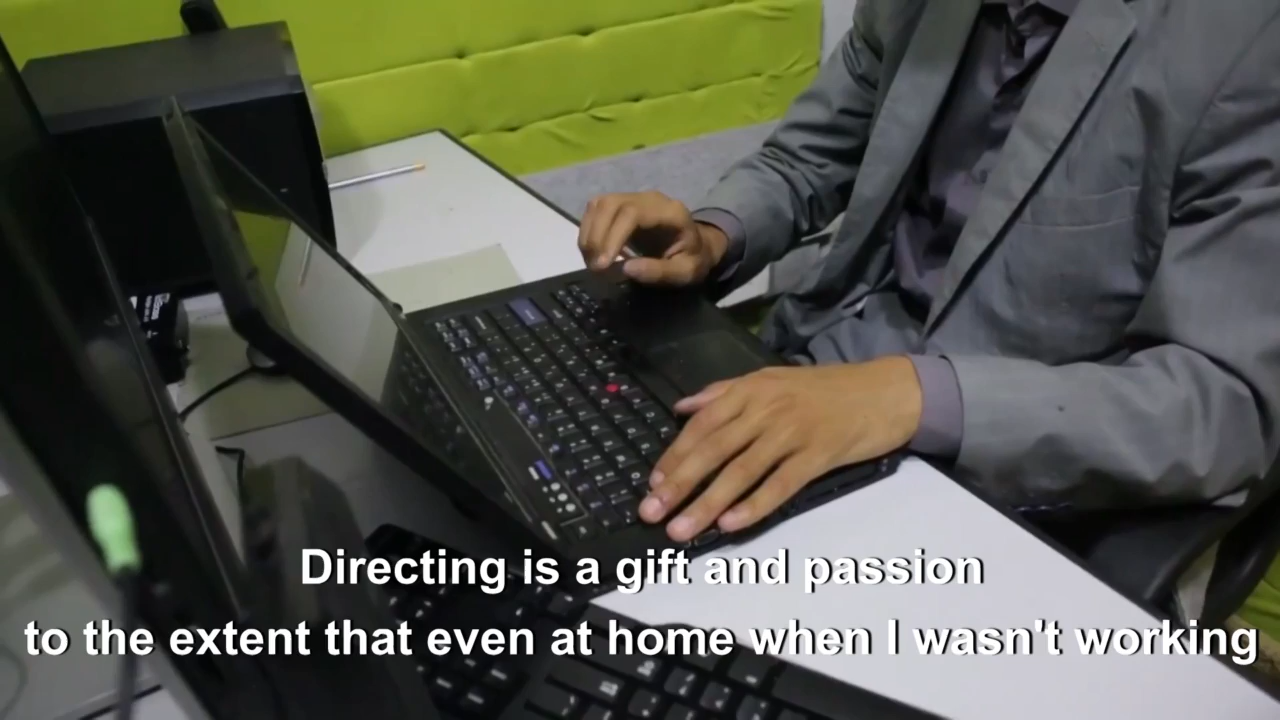 Directing is a gift and passion
to the extent that even at home when I wasn't working